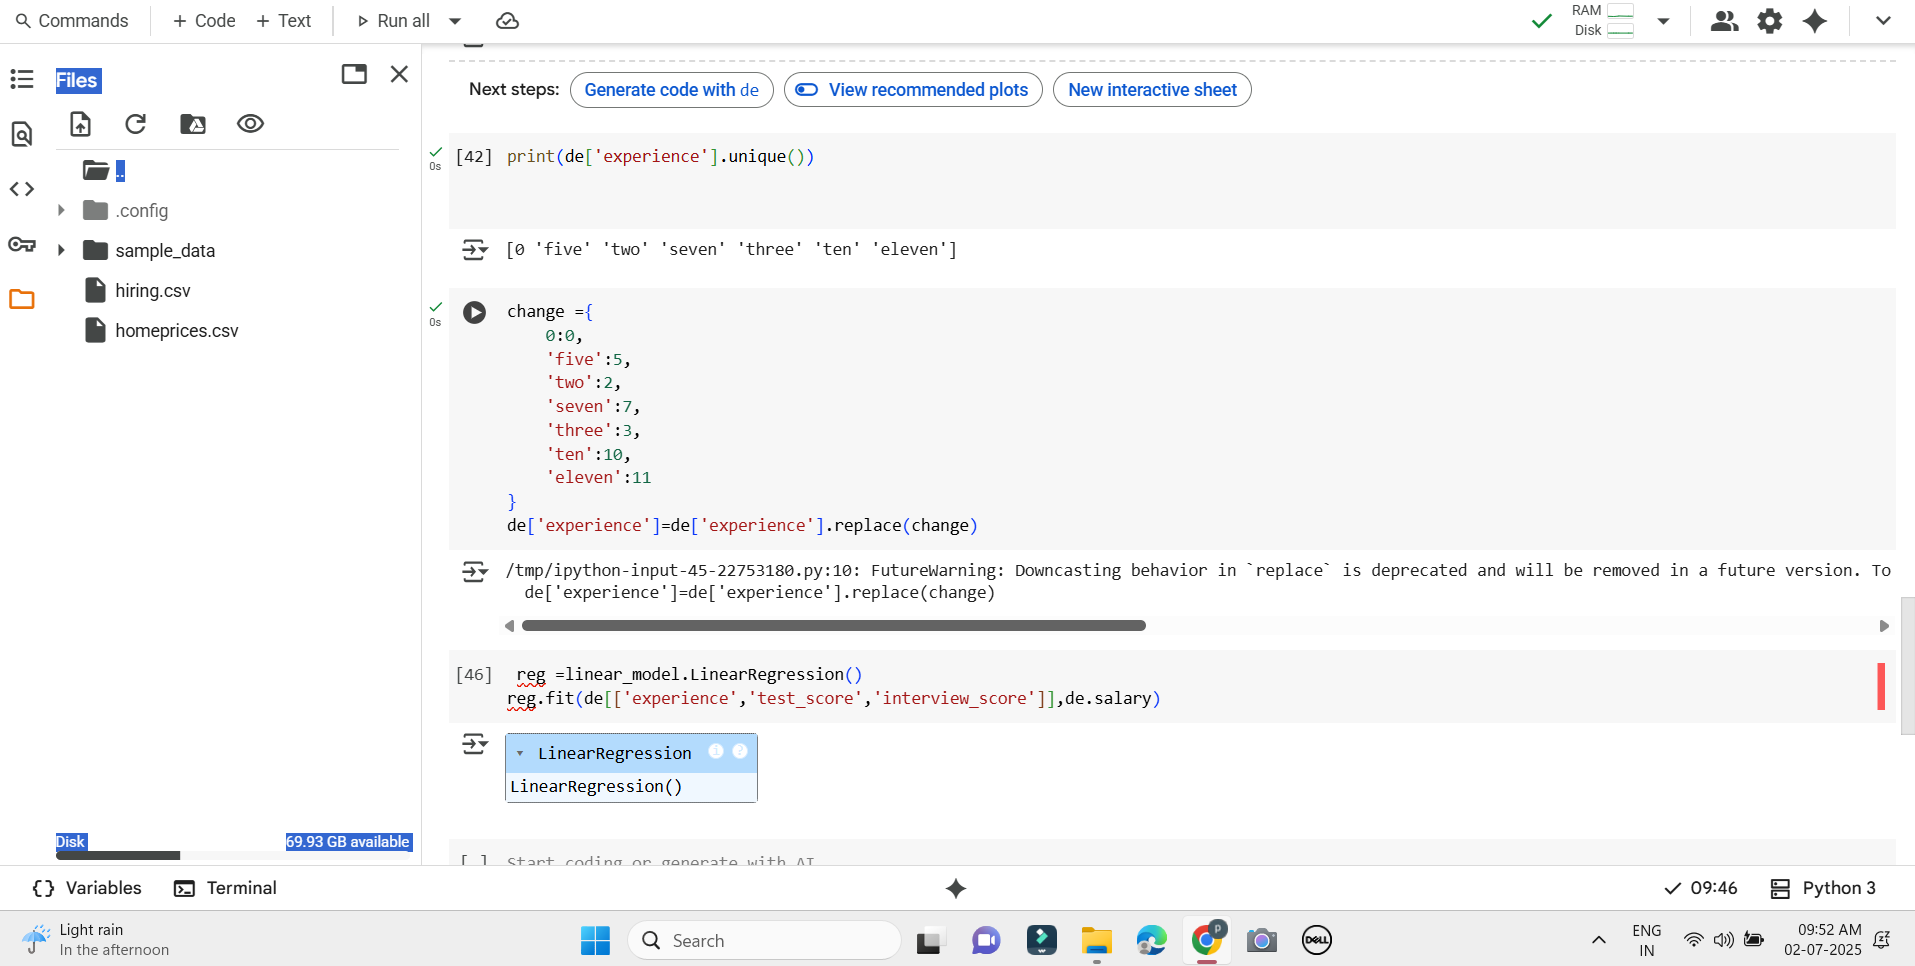 Commands
+ Code + Text
Run all
RAM
Disk
Files
..
.config
sample_data
hiring.csv
homeprices.csv
Disk
69.93 GB available
Next steps: Generate code with de View recommended plots New interactive sheet
0s
[42] print(de['experience'].unique())
[0 'five' 'two' 'seven' 'three' 'ten' 'eleven']
0s
change ={
0:0,
'five':5,
'two':2,
'seven':7,
'three':3,
'ten':10,
'eleven':11
}
de['experience']=de['experience'].replace(change)
/tmp/ipython-input-45-22753180.py:10: FutureWarning: Downcasting behavior in `replace` is deprecated and will be removed in a future version. To
de['experience']=de['experience'].replace(change)
[46] reg =linear_model.LinearRegression()
reg.fit(de[['experience','test_score','interview_score']],de.salary)
LinearRegression i ?
LinearRegression()
[ ] Start coding or generate with AI
{} Variables Terminal
09:46 Python 3
Light rain
In the afternoon
Search
P
DELL
ENG
IN
09:52 AM
02-07-2025